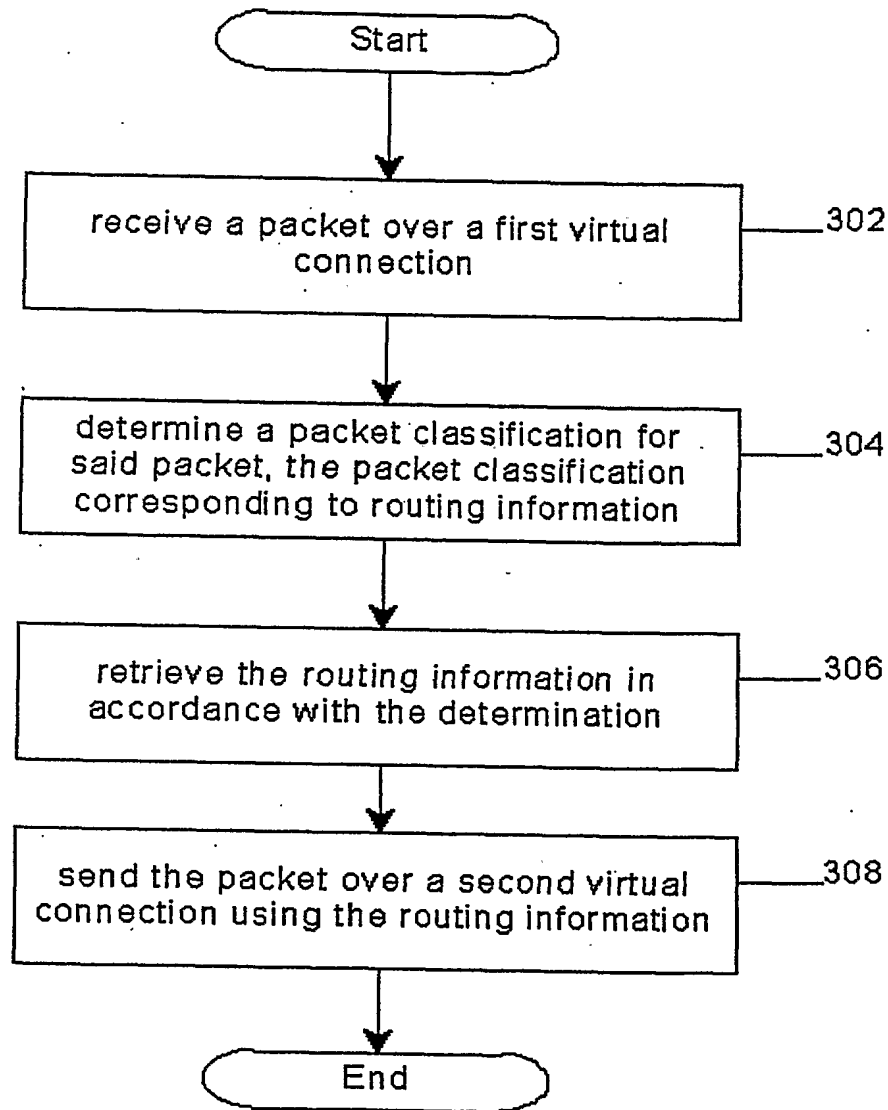 Start
receive a packet over a first virtual
connection
302
determine a packet classification for
said packet, the packet classification
corresponding to routing information
304
retrieve the routing information in
accordance with the determination
306
send the packet over a second virtual
connection using the routing information
308
End